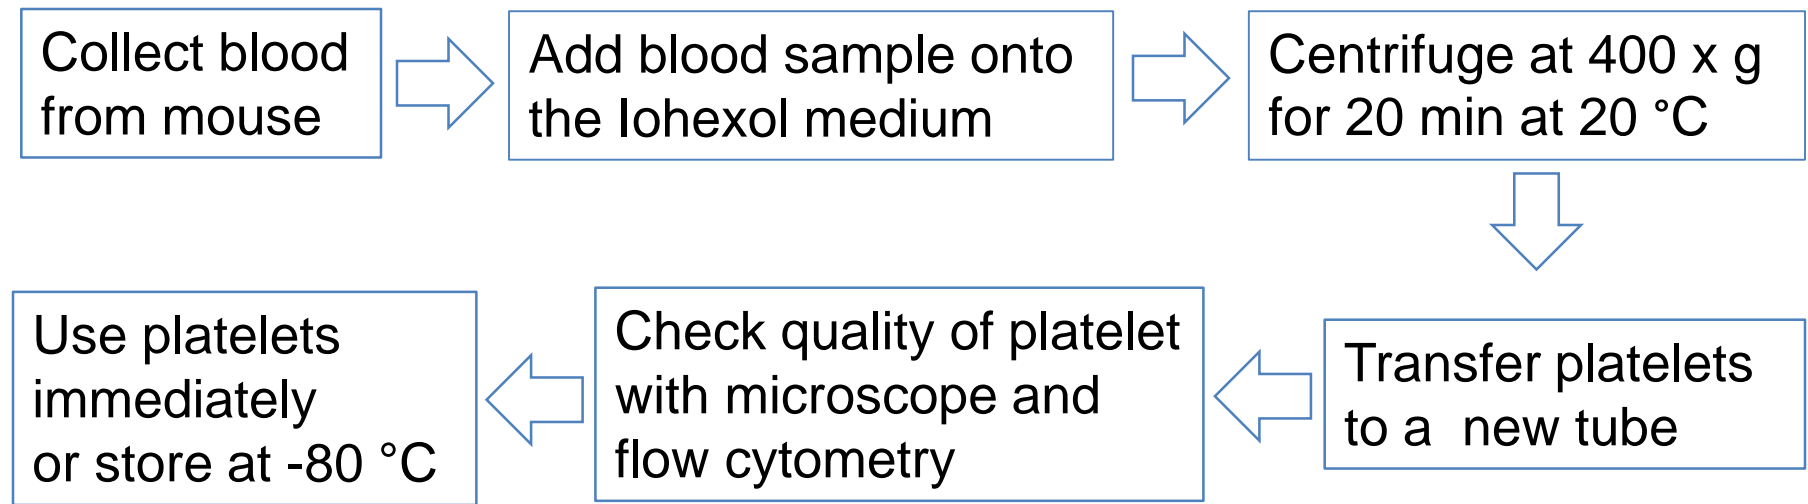 Collect blood
from mouse
Add blood sample onto
the Iohexol medium
Centrifuge at 400 x g
for 20 min at 20 °C
Transfer platelets
to a  new tube
Check quality of platelet
with microscope and
flow cytometry
Use platelets
immediately
or store at -80 °C